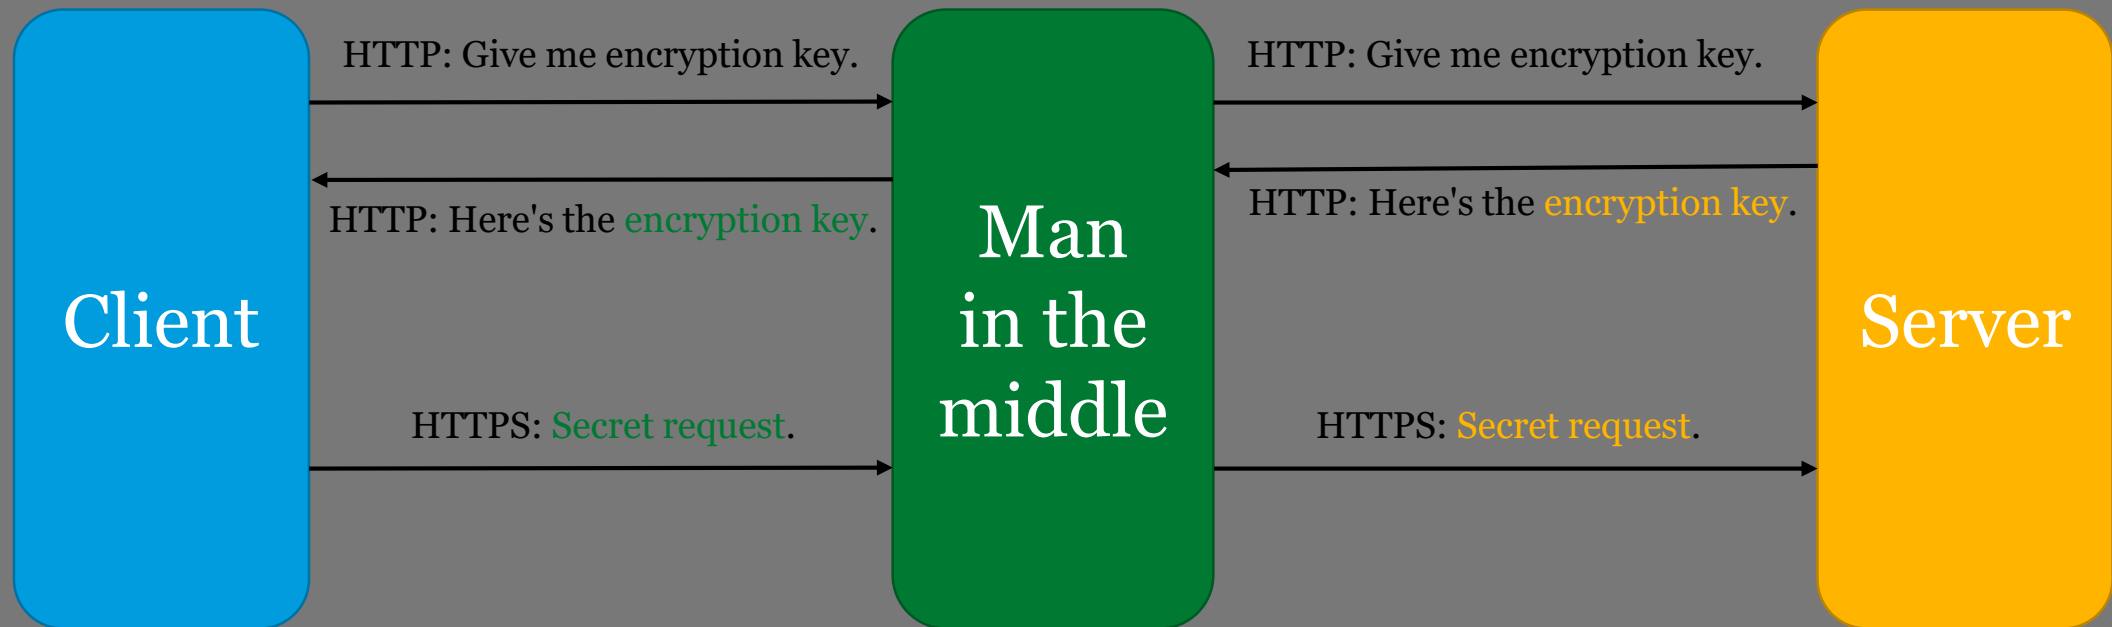 HTTP: Give me encryption key.
HTTP: Give me encryption key.
HTTP: Here's the encryption key.
HTTP: Here's the encryption key.
Client
Man
in the
middle
Server
HTTPS: Secret request.
HTTPS: Secret request.